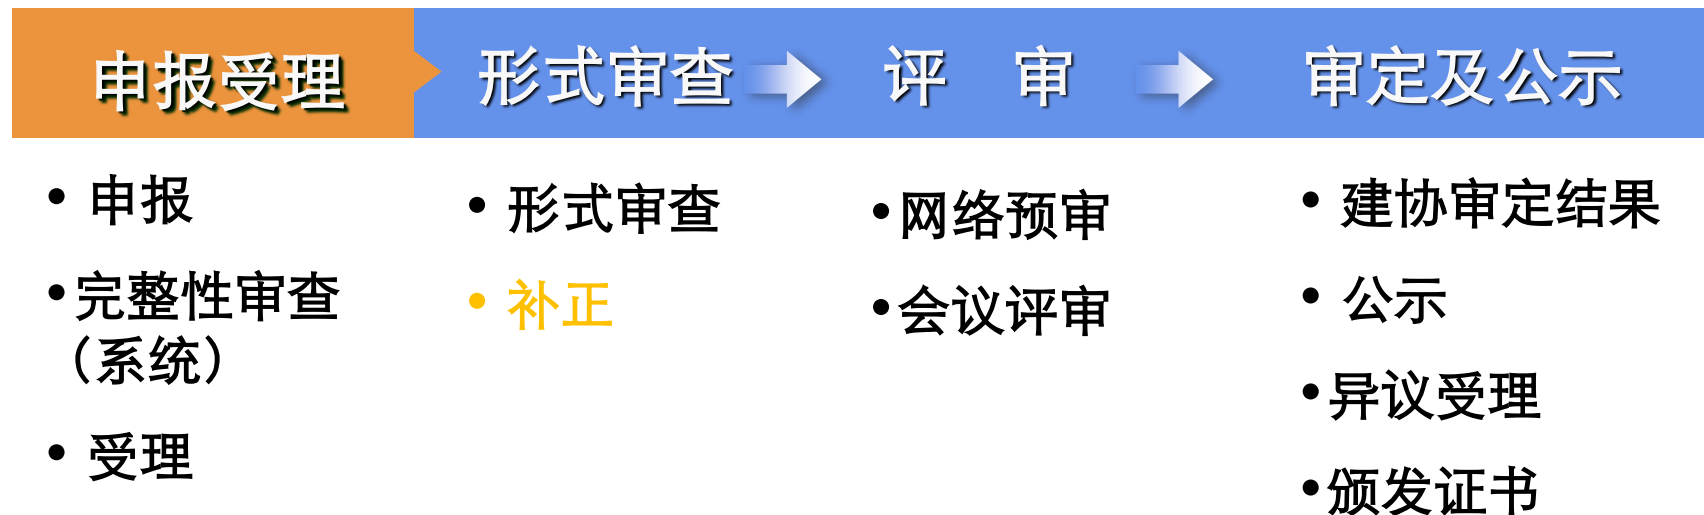 申报受理
形式审查
评 审
审定及公示
• 申报
•完整性审查
（系统）
• 受理
• 形式审查
• 补正
•网络预审
•会议评审
• 建协审定结果
• 公示
•异议受理
•颁发证书